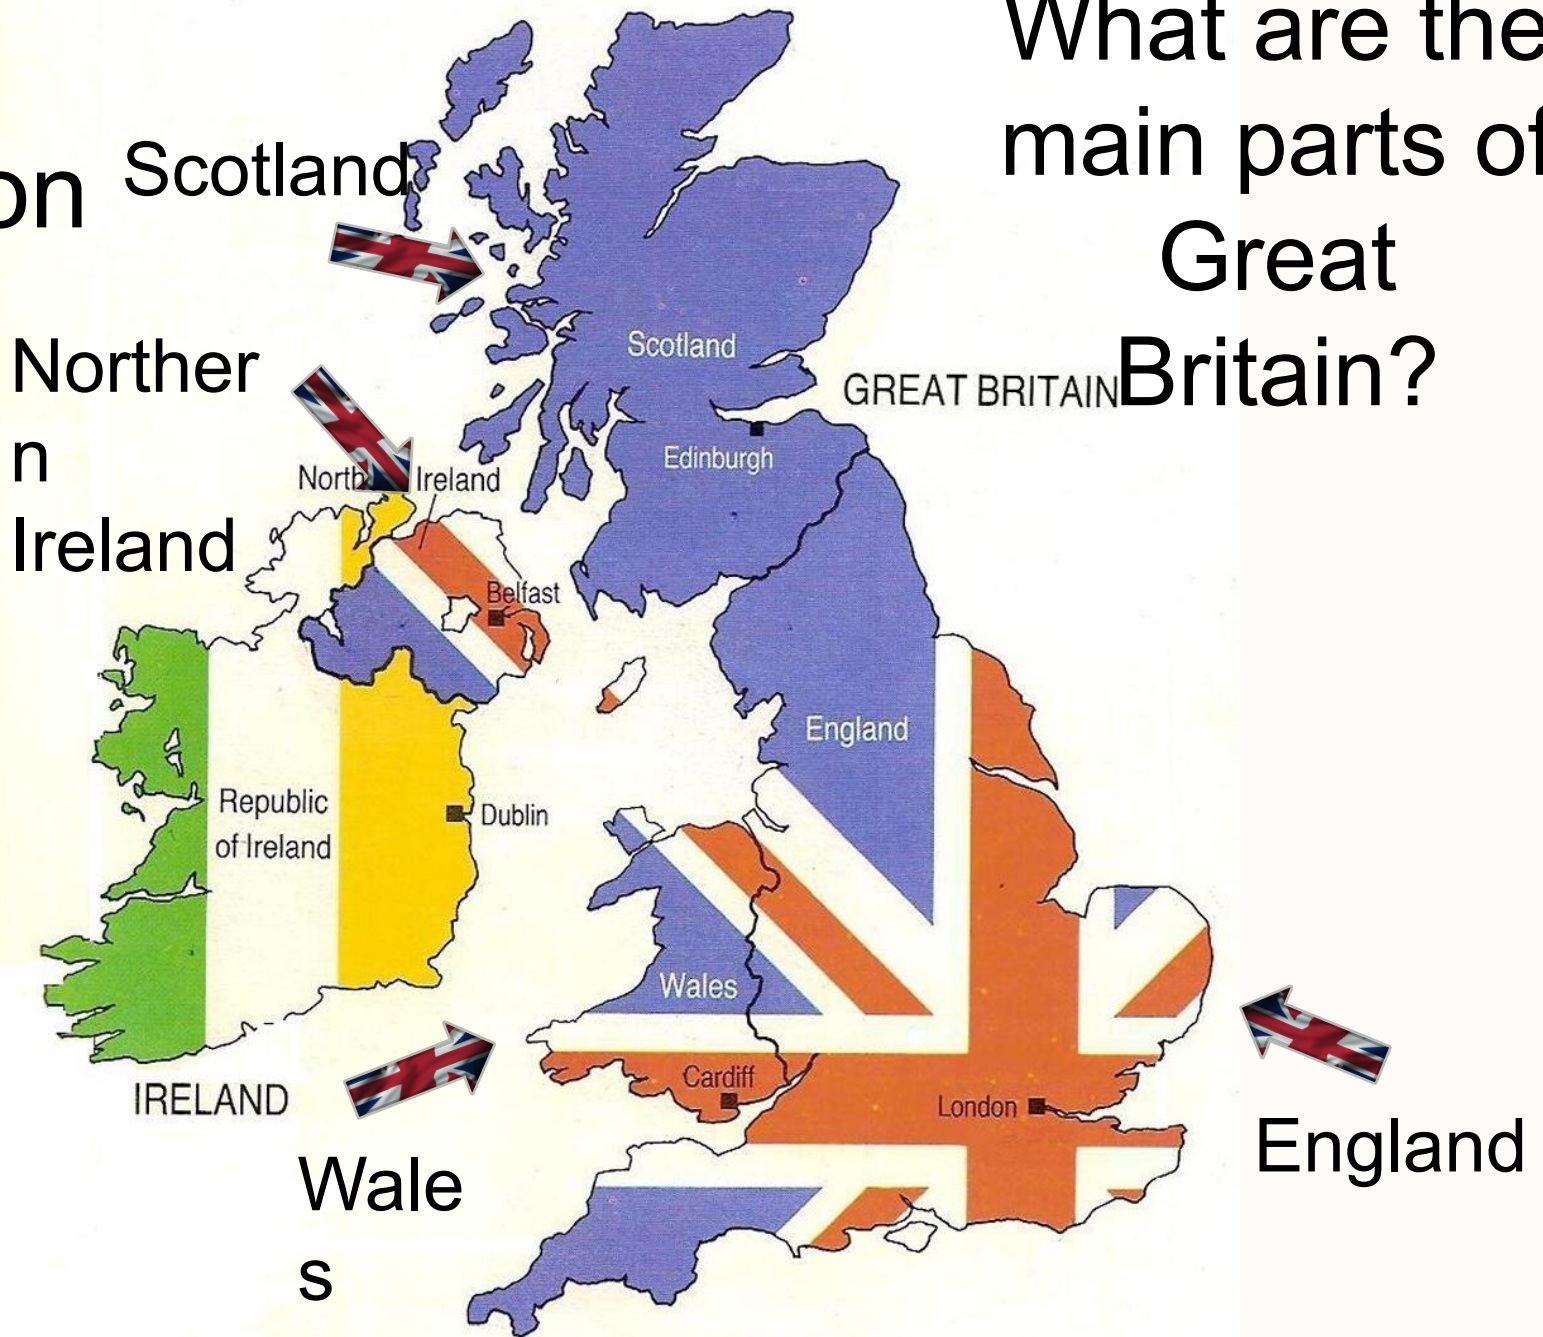 What are the
main parts of
Great
Britain?
on
Scotland
Norther
n
Ireland
Scotland
GREAT BRITAIN
Edinburgh
North
Ireland
Belfast
England
Republic
of Ireland
Dublin
Wales
Cardiff
London
IRELAND
England
Wale
s